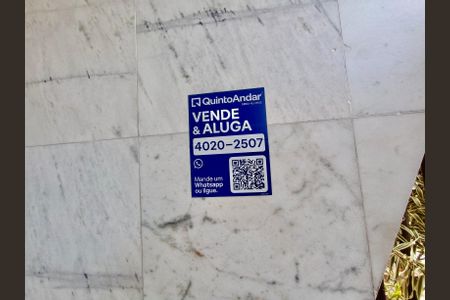 QuintoAndar
VENDE
& ALUGA
4020-2507
Mande um
Whatsapp
ou ligue.